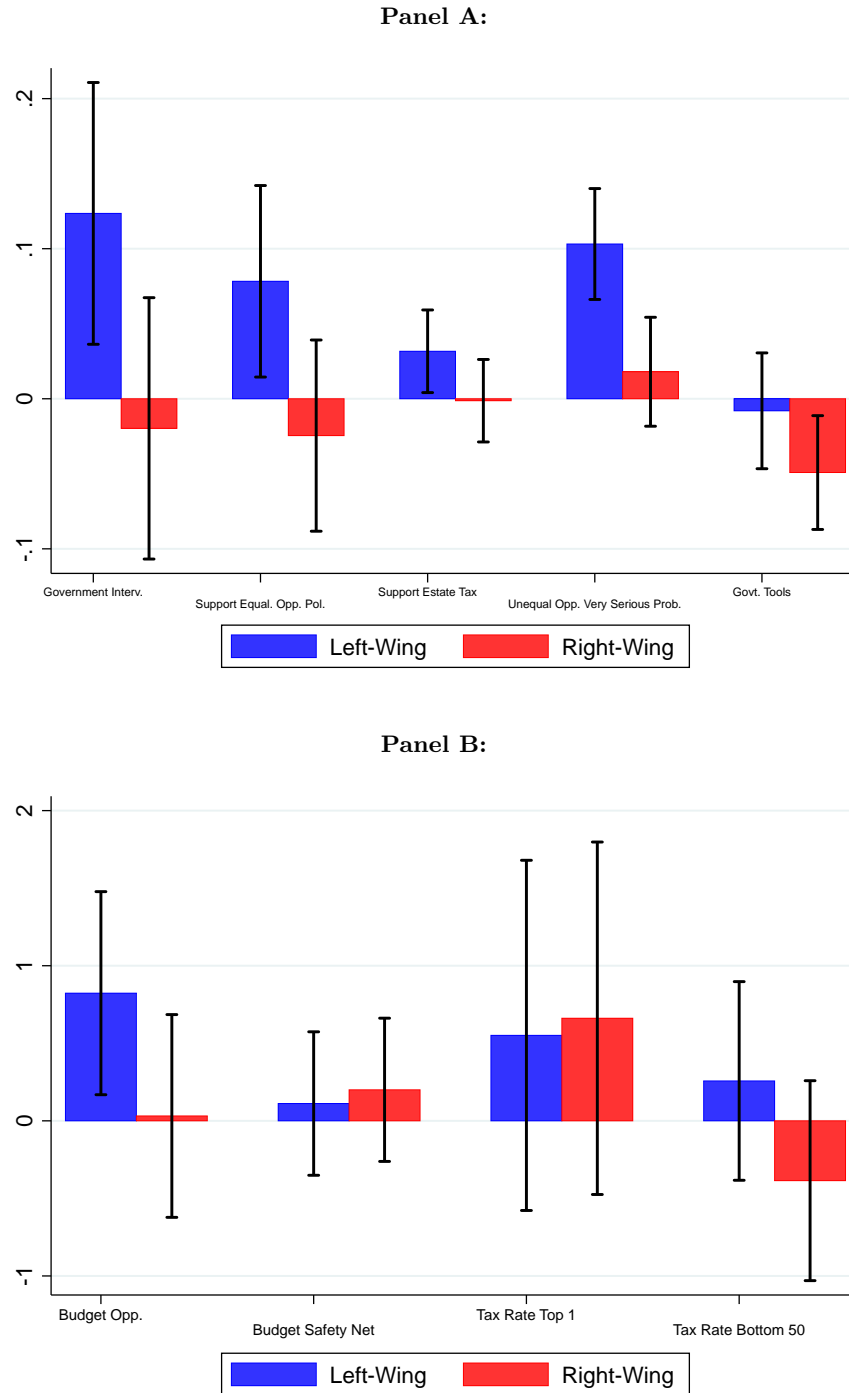 Panel A:
.2
.1
0
-.1
Government Interv.
Support Equal. Opp. Pol.
Support Estate Tax
Unequal Opp. Very Serious Prob.
Govt. Tools
Left-Wing Right-Wing
Panel B:
2
1
0
-1
Budget Opp.
Budget Safety Net
Tax Rate Top 1
Tax Rate Bottom 50
Left-Wing Right-Wing